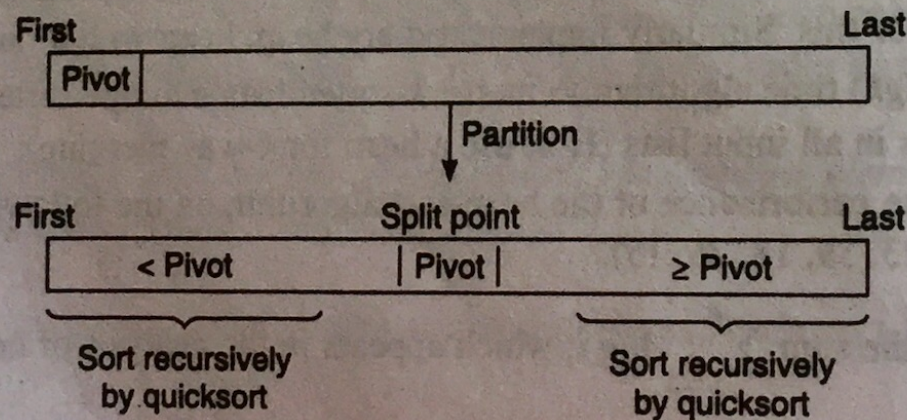 First Last
Pivot
Partition
First Split point Last
< Pivot | Pivot | ≥ Pivot
Sort recursively Sort recursively
by quicksort by quicksort